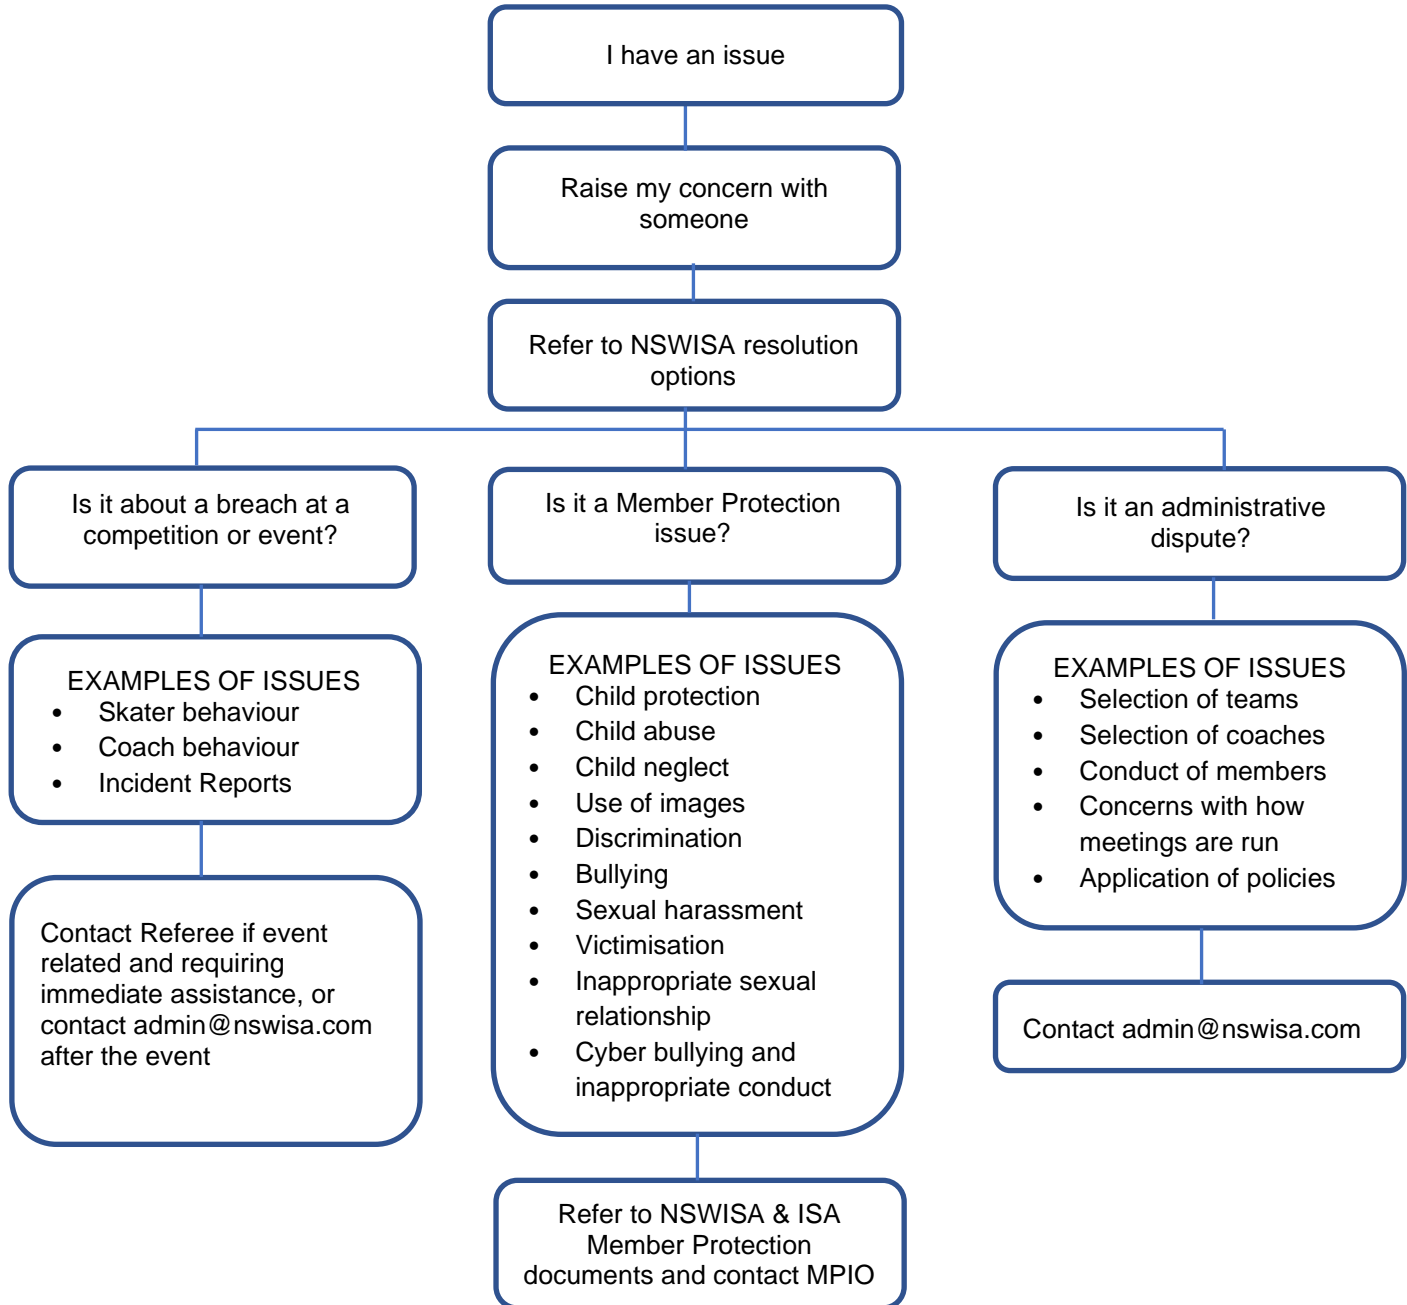 I have an issue
Raise my concern with
someone
Refer to NSWISA resolution
options
Is it about a breach at a
competition or event?
EXAMPLES OF ISSUES
• Skater behaviour
• Coach behaviour
• Incident Reports
Contact Referee if event
related and requiring
immediate assistance, or
contact admin@nswisa.com
after the event
Is it a Member Protection
issue?
EXAMPLES OF ISSUES
• Child protection
• Child abuse
• Child neglect
• Use of images
• Discrimination
• Bullying
• Sexual harassment
• Victimisation
• Inappropriate sexual
relationship
• Cyber bullying and
inappropriate conduct
Refer to NSWISA & ISA
Member Protection
documents and contact MPIO
Is it an administrative
dispute?
EXAMPLES OF ISSUES
• Selection of teams
• Selection of coaches
• Conduct of members
• Concerns with how
meetings are run
• Application of policies
Contact admin@nswisa.com